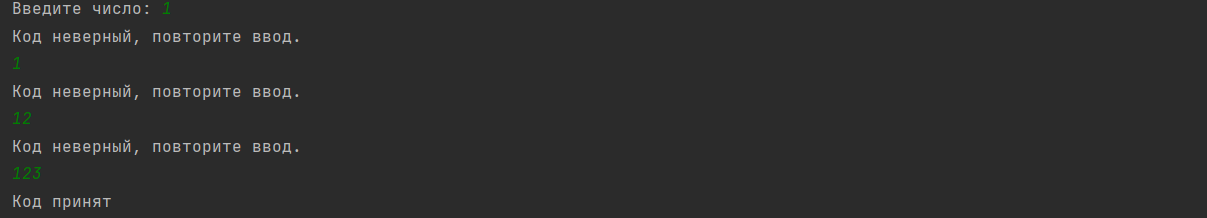 Введите число: 1
Код неверный, повторите ввод.
1
Код неверный, повторите ввод.
12
Код неверный, повторите ввод.
123
Код принят